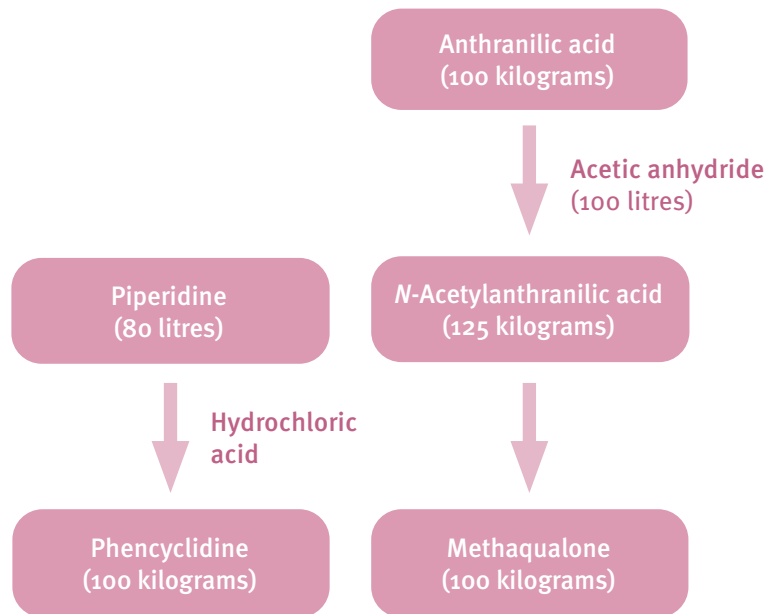 Anthranilic acid
(100 kilograms)
Acetic anhydride
(100 litres)
Piperidine
(80 litres)
N-Acetylanthranilic acid
(125 kilograms)
Hydrochloric
acid
Phencyclidine
(100 kilograms)
Methaqualone
(100 kilograms)